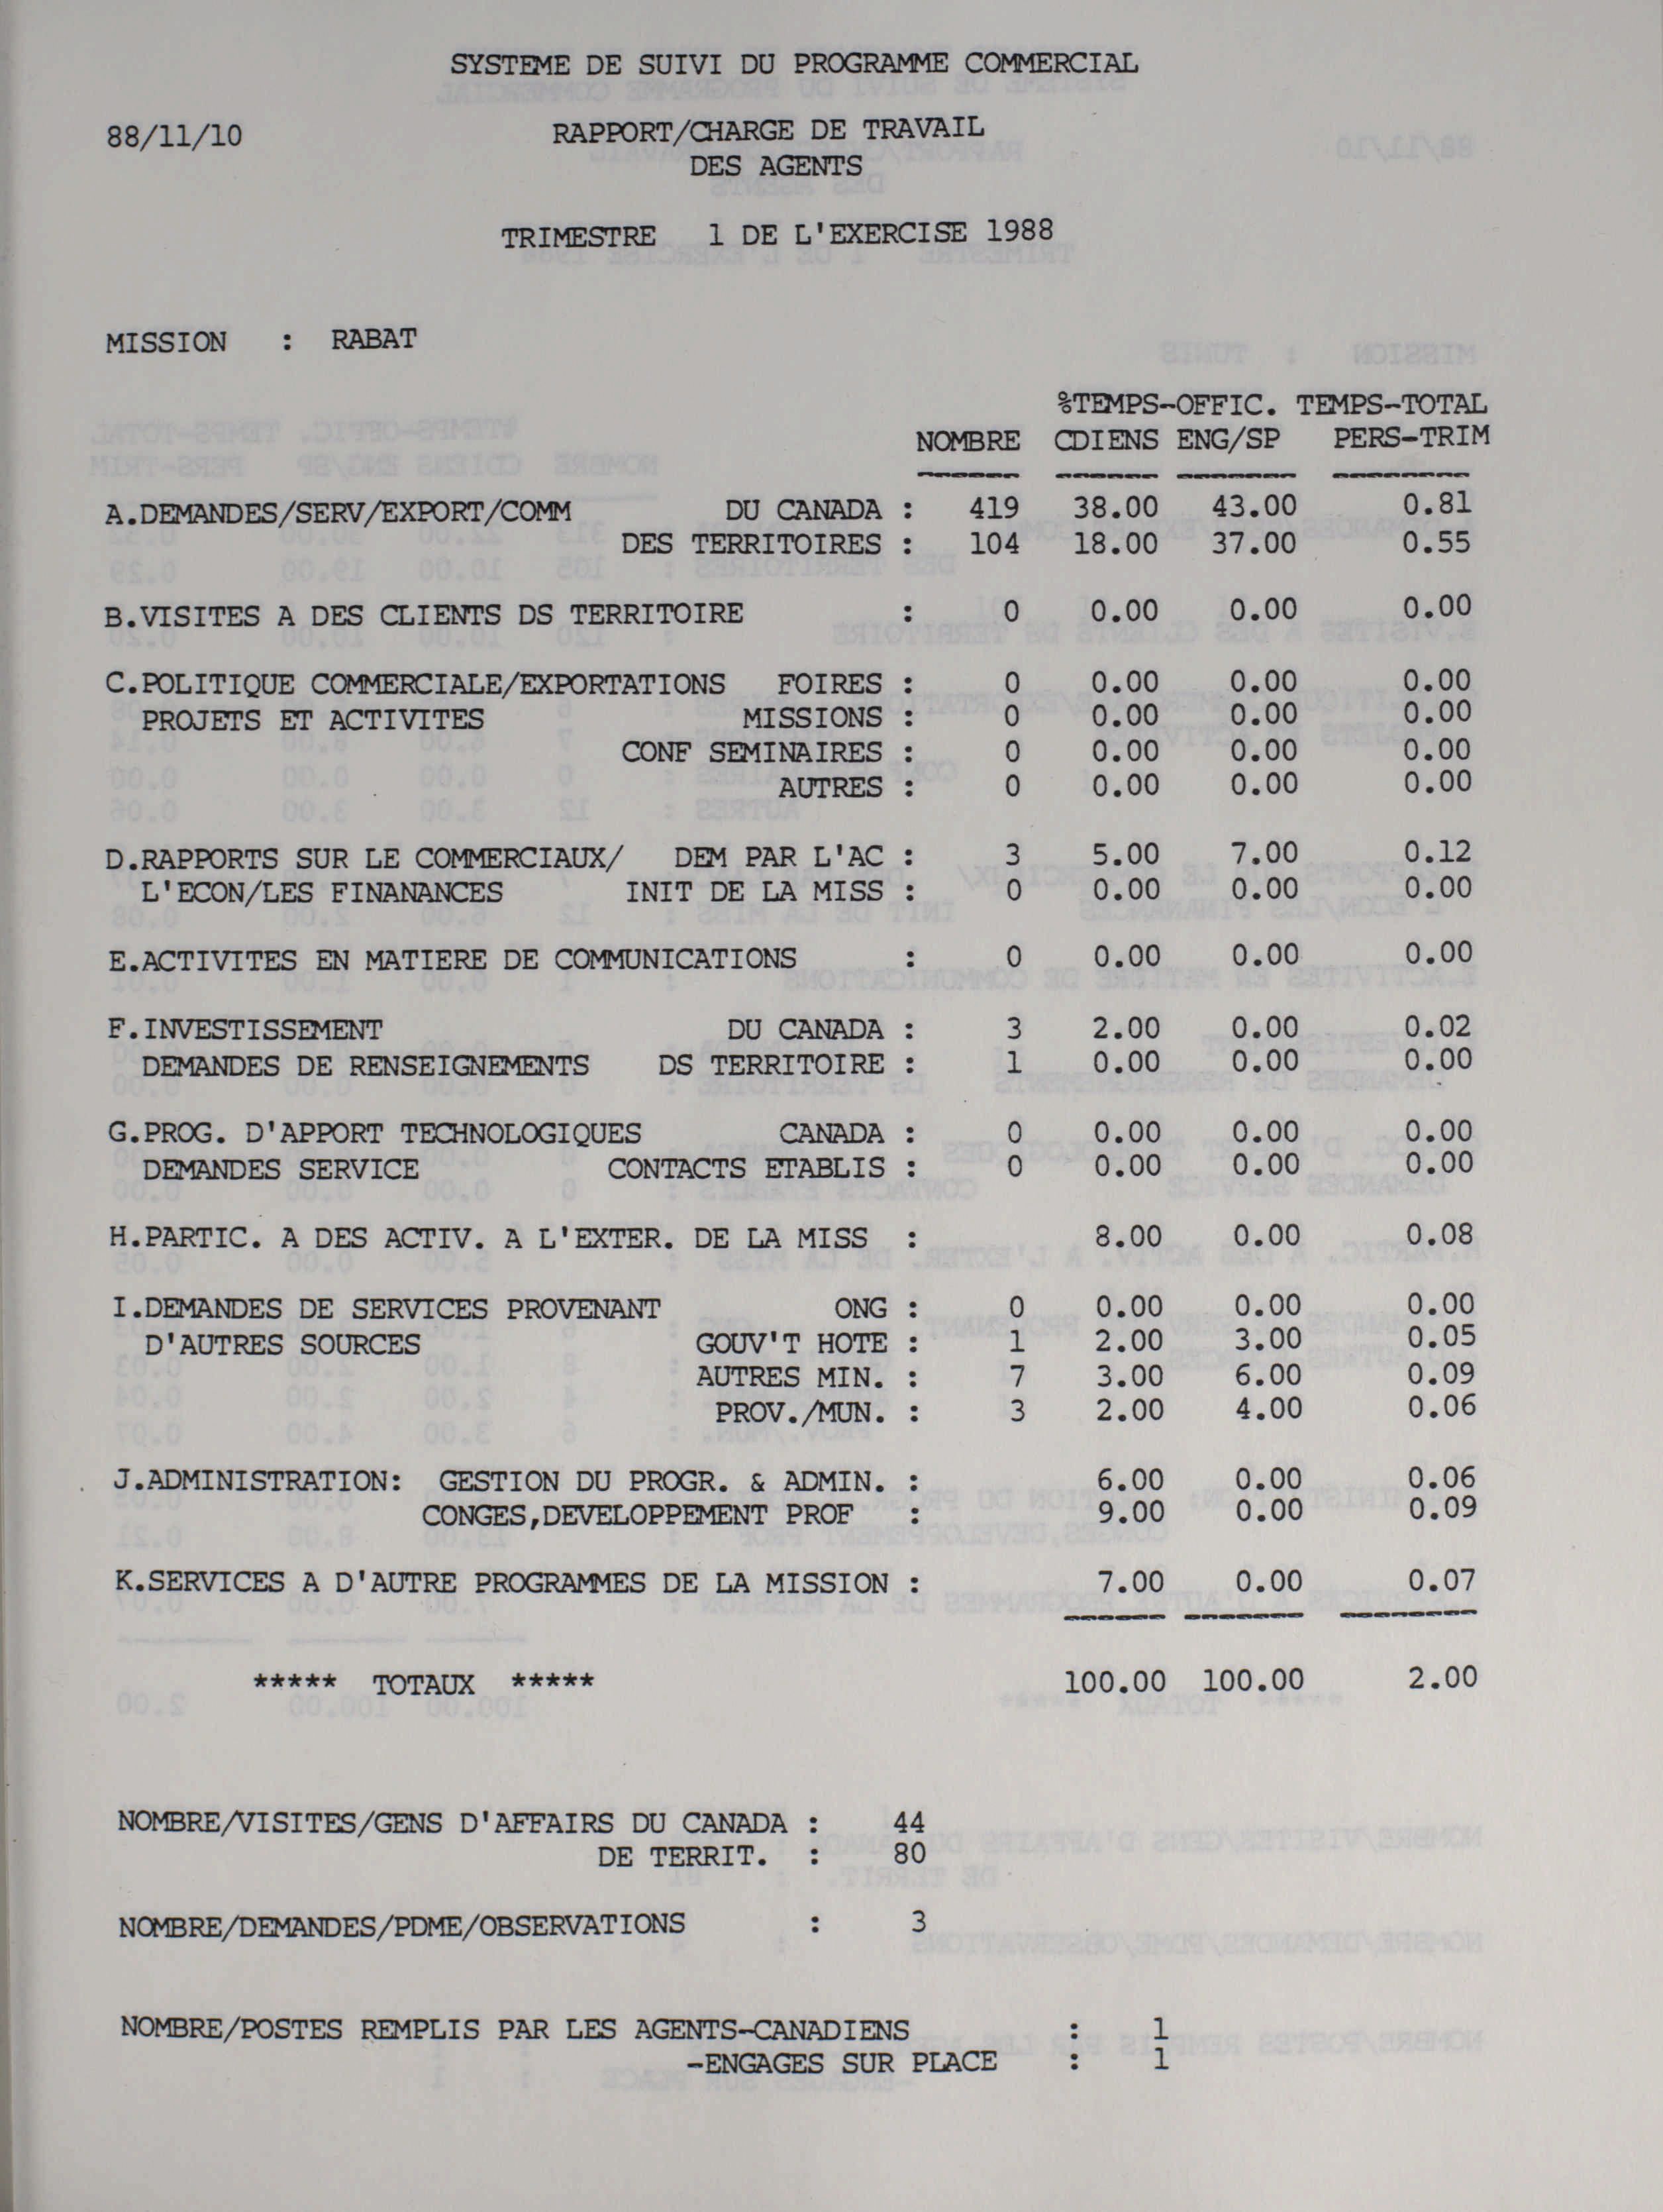 SYSTEME DE SUIVI DU PROGRAMME COMMERCIAL
88/11/10 RAPPORT/CHARGE DE TRAVAIL
DES AGENTS
TRIMESTRE 1 DE L'EXERCISE 1988
MISSION : RABAT
%TEMPS-OFFIC. TEMPS-TOTAL
NOMBRE CDIENS ENG/SP PERS-TRIM
A.DEMANDES/SERV/EXPORT/COMM DU CANADA : 419 38.00 43.00 0.81
DES TERRITOIRES : 104 18.00 37.00 0.55
B.VISITES A DES CLIENTS DS TERRITOIRE : 0 0.00 0.00 0.00
C.POLITIQUE COMMERCIALE/EXPORTATIONS FOIRES : 0 0.00 0.00 0.00
PROJETS ET ACTIVITES MISSIONS : 0 0.00 0.00 0.00
CONF SEMINAIRES : 0 0.00 0.00 0.00
AUTRES : 0 0.00 0.00 0.00
D.RAPPORTS SUR LE COMMERCIAUX/ DEM PAR L'AC : 3 5.00 7.00 0.12
L'ECON/LES FINANANCES INIT DE LA MISS : 0 0.00 0.00 0.00
E.ACTIVITES EN MATIERE DE COMMUNICATIONS : 0 0.00 0.00 0.00
F.INVESTISSEMENT DU CANADA : 3 2.00 0.00 0.02
DEMANDES DE RENSEIGNEMENTS DS TERRITOIRE : 1 0.00 0.00 0.00
G.PROG. D'APPORT TECHNOLOGIQUES CANADA : 0 0.00 0.00 0.00
DEMANDES SERVICE CONTACTS ETABLIS : 0 0.00 0.00 0.00
H.PARTIC. A DES ACTIV. A L'EXTER. DE LA MISS : 8.00 0.00 0.08
I.DEMANDES DE SERVICES PROVENANT ONG : 0 0.00 0.00 0.00
D'AUTRES SOURCES GOUV'T HOTE : 1 2.00 3.00 0.05
AUTRES MIN. : 7 3.00 6.00 0.09
PROV./MUN. : 3 2.00 4.00 0.06
J.ADMINISTRATION: GESTION DU PROGR. & ADMIN. : 6.00 0.00 0.06
CONGES,DEVELOPPEMENT PROF : 9.00 0.00 0.09
K.SERVICES A D'AUTRE PROGRAMMES DE LA MISSION : 7.00 0.00 0.07
***** TOTAUX ***** 100.00 100.00 2.00
NOMBRE/VISITES/GENS D'AFFAIRS DU CANADA : 44
DE TERRIT. : 80
NOMBRE/DEMANDES/PDME/OBSERVATIONS : 3
NOMBRE/POSTES REMPLIS PAR LES AGENTS-CANADIENS : 1
-ENGAGES SUR PLACE : 1